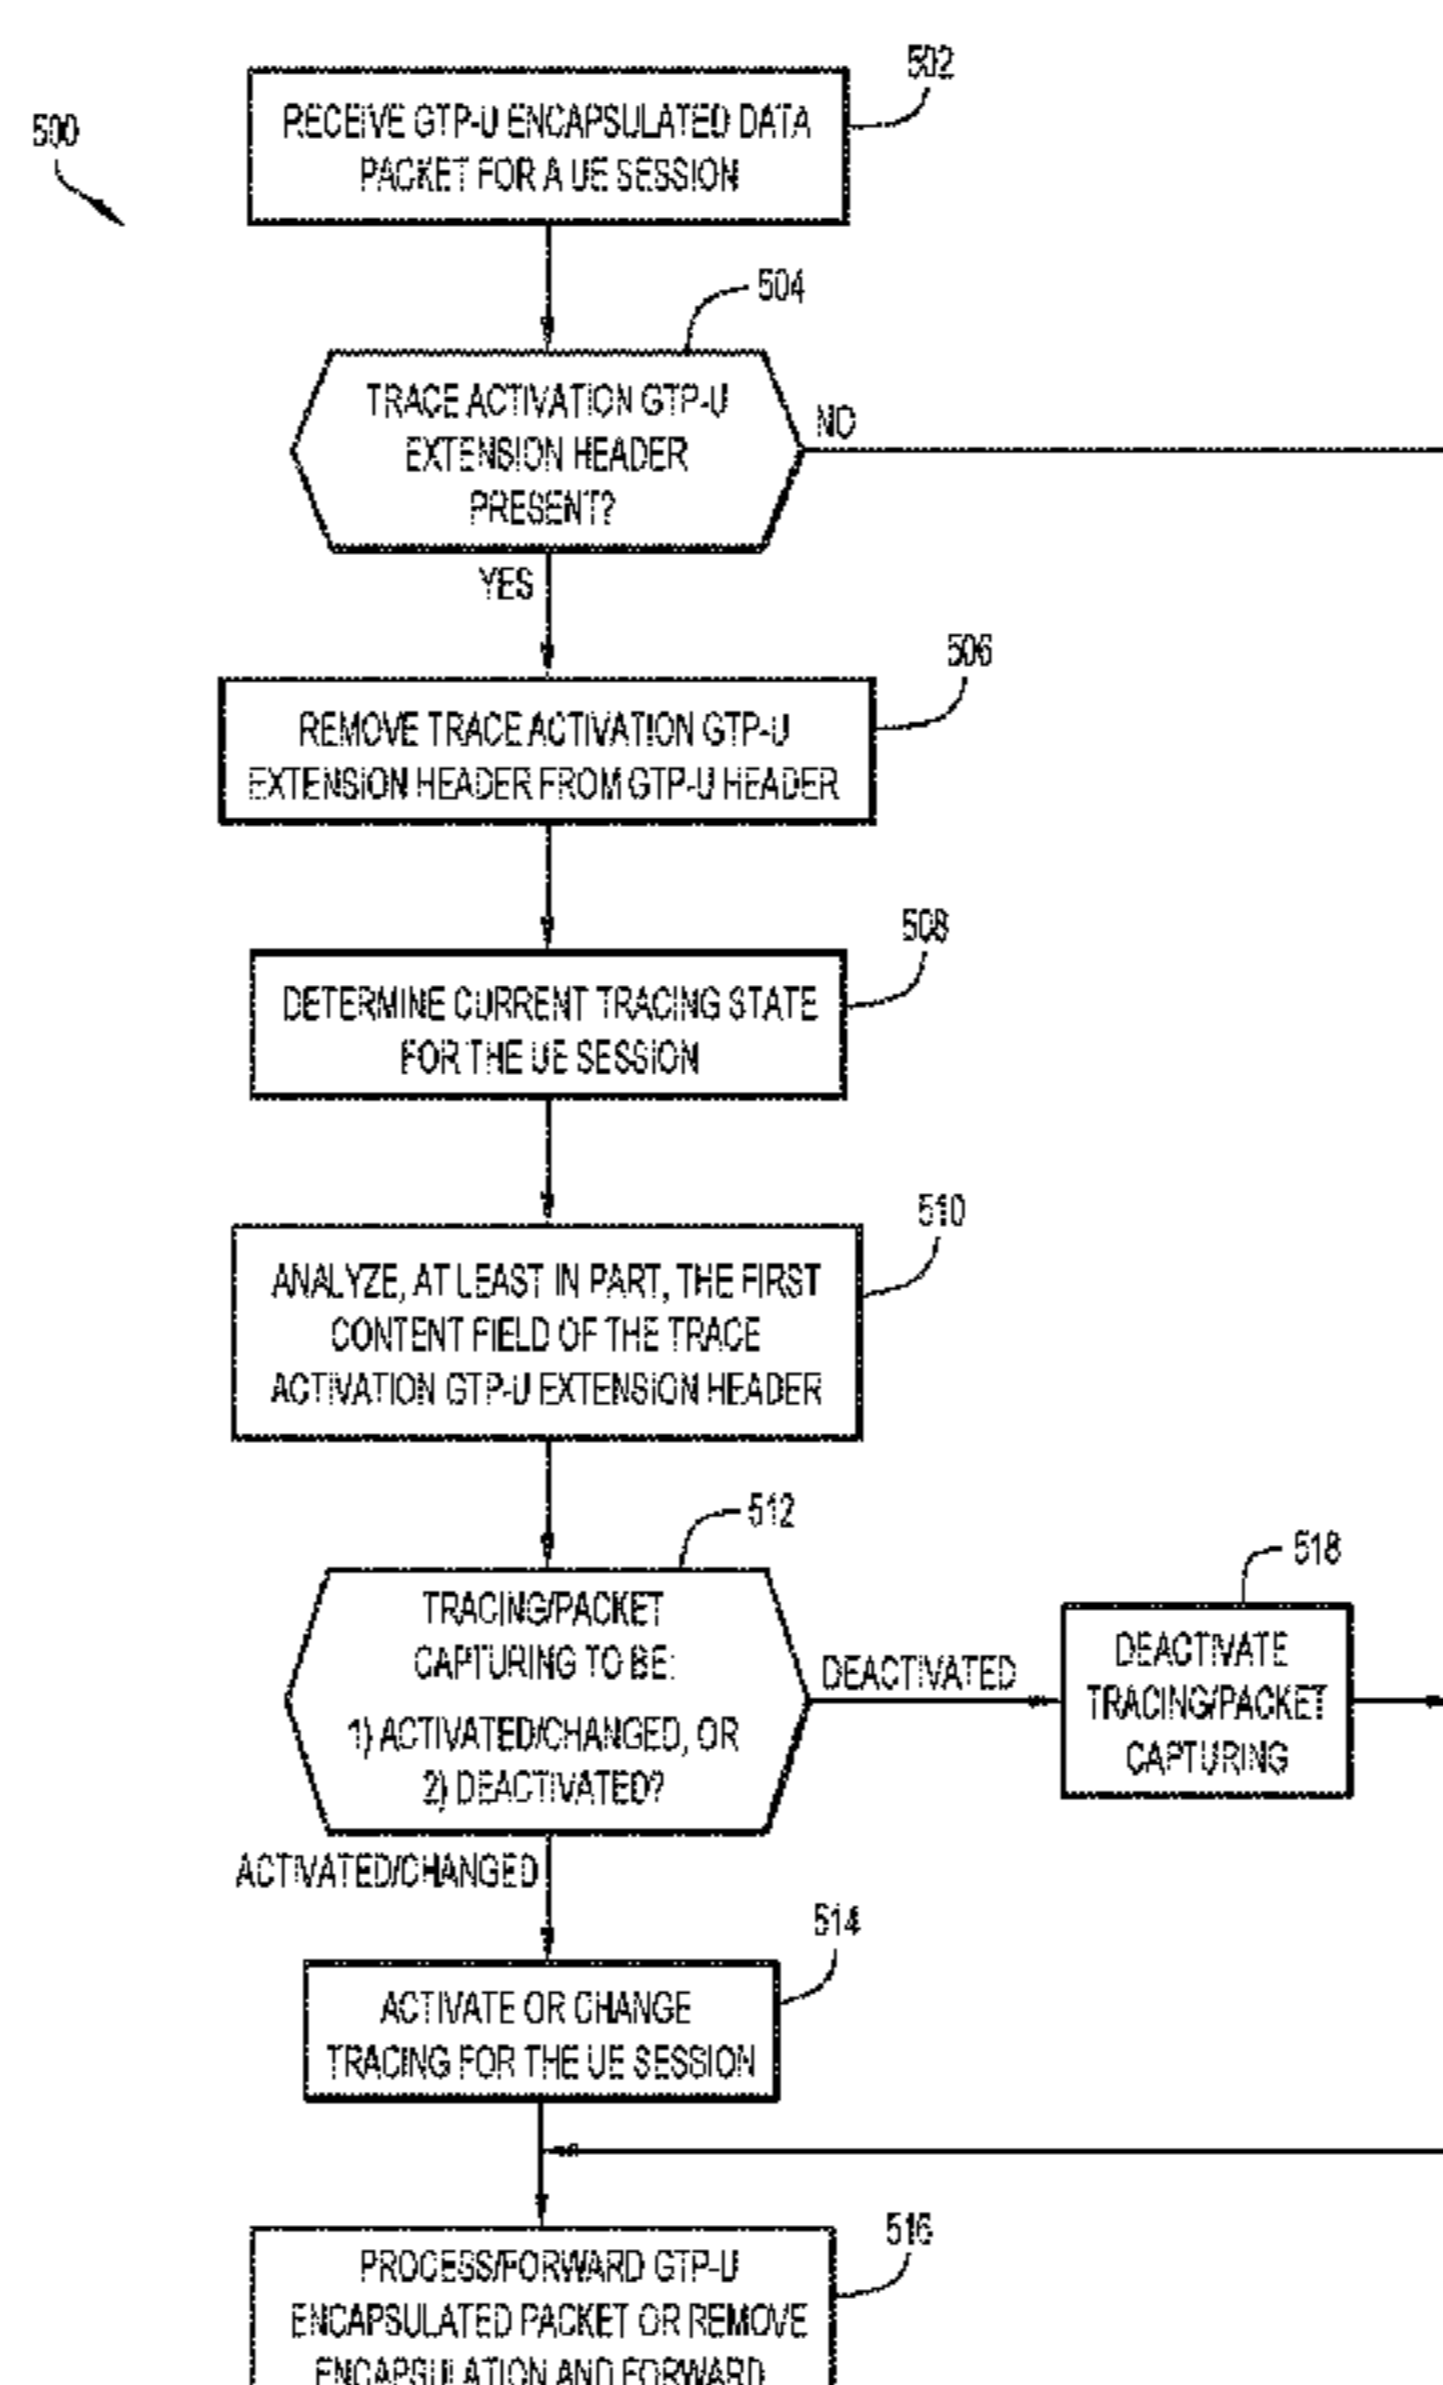 502
500
RECEIVE GTP-U ENCAPSULATED DATA
PACKET FOR A UE SESSION
504
TRACE ACTIVATION GTP-U
EXTENSION HEADER
PRESENT?
NO
YES
506
REMOVE TRACE ACTIVATION GTP-U
EXTENSION HEADER FROM GTP-U HEADER
508
DETERMINE CURRENT TRACING STATE
FOR THE UE SESSION
510
ANALYZE, AT LEAST IN PART, THE FIRST
CONTENT FIELD OF THE TRACE
ACTIVATION GTP-U EXTENSION HEADER
512
TRACING/PACKET
CAPTURING TO BE:
1) ACTIVATED/CHANGED, OR
2) DEACTIVATED?
DEACTIVATED
518
DEACTIVATE
TRACING/PACKET
CAPTURING
ACTIVATED/CHANGED
514
ACTIVATE OR CHANGE
TRACING FOR THE UE SESSION
516
PROCESS/FORWARD GTP-U
ENCAPSULATED PACKET OR REMOVE
ENCAPSULATION AND FORWARD